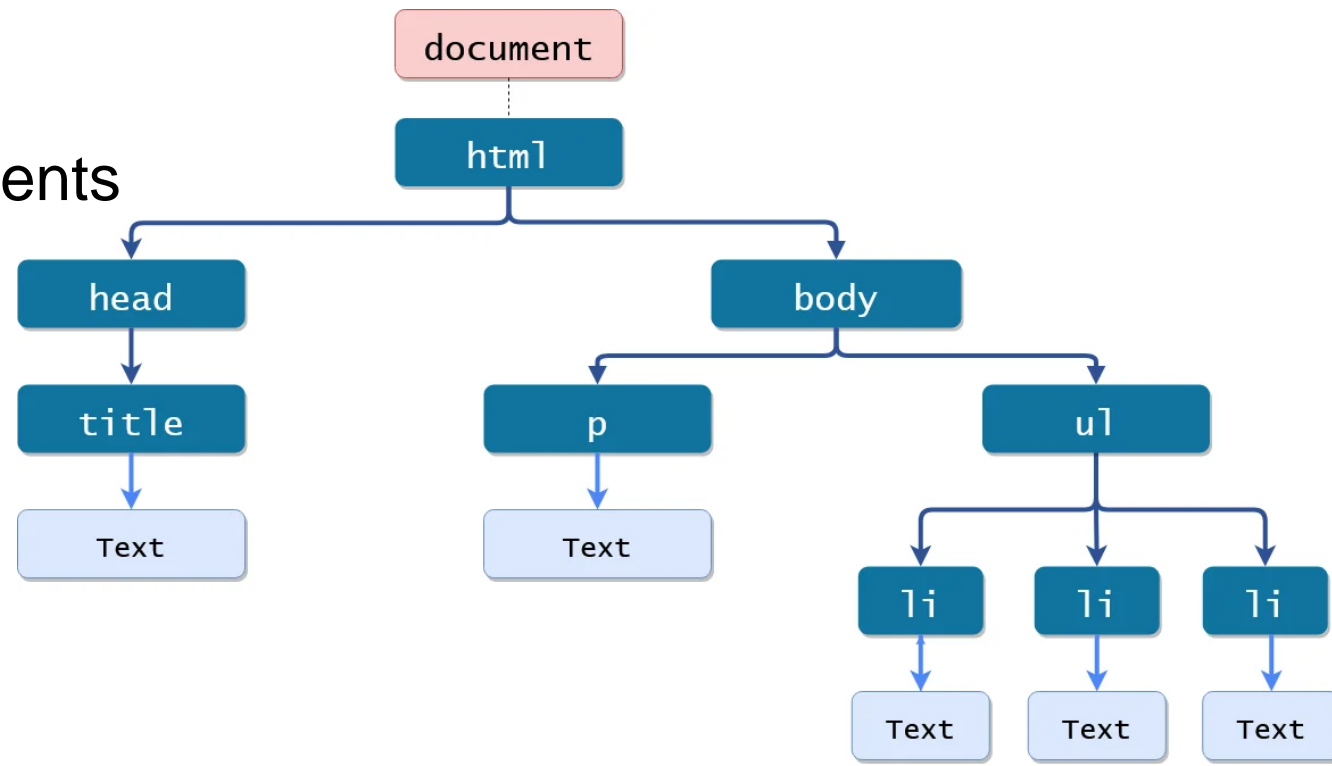 document
html
ents
head
body
title
p
ul
Text
Text
li
li
li
Text
Text
Text